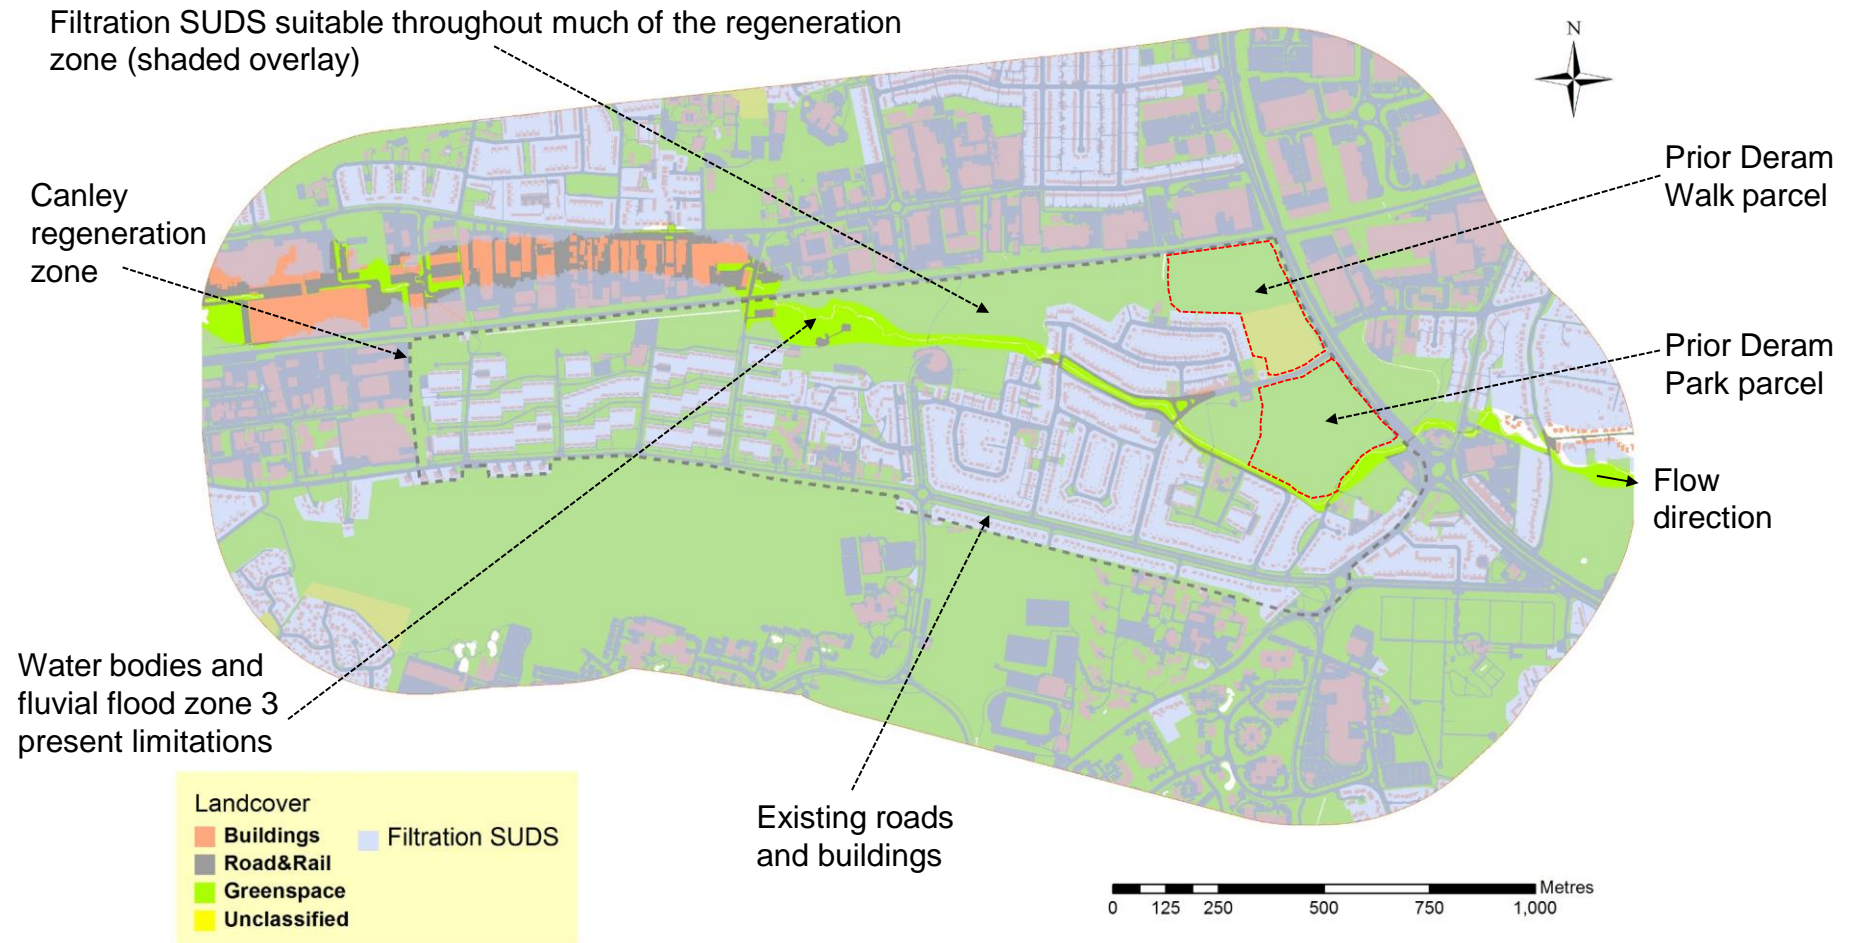 Filtration SUDS suitable throughout much of the regeneration
zone (shaded overlay)
N
Prior Deram
Walk parcel
Canley
regeneration
zone
Prior Deram
Park parcel
Flow
direction
Water bodies and
fluvial flood zone 3
present limitations
Existing roads
and buildings
Landcover
Buildings
Road&Rail
Greenspace
Unclassified
Filtration SUDS
Metres
0 125 250 500 750 1,000